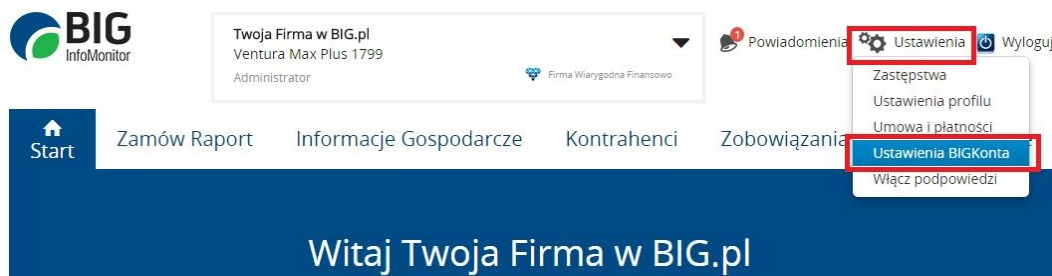 BIG
InfoMonitor
Twoja Firma w BIG.pl
Ventura Max Plus 1799
Administrator
Firma Wiarygodna Finansowo
1
Powiadomienia
Ustawienia
Wyloguj
Zastępstwa
Ustawienia profilu
Umowa i płatności
Ustawienia BIGKonta
Włącz podpowiedzi
Start
Zamów Raport
Informacje Gospodarcze
Kontrahenci
Zobowiązania
Witaj Twoja Firma w BIG.pl